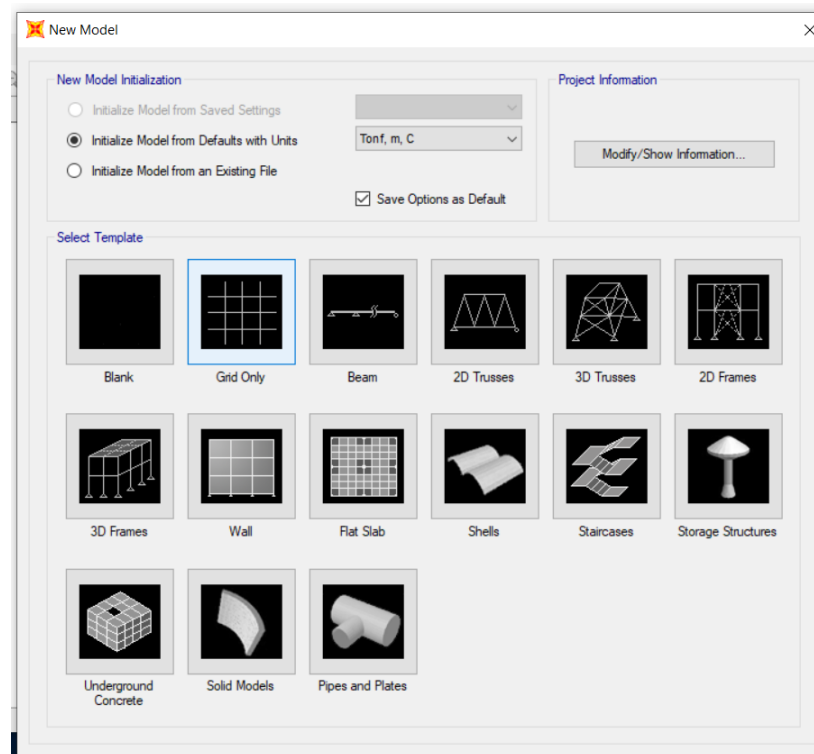 New Model
New Model Initialization
Initialize Model from Saved Settings
Initialize Model from Defaults with Units
Tonf, m, C
Initialize Model from an Existing File
Save Options as Default
Project Information
Modify/Show Information...
Select Template
Blank
Grid Only
Beam
2D Trusses
3D Trusses
2D Frames
3D Frames
Wall
Flat Slab
Shells
Staircases
Storage Structures
Underground
Concrete
Solid Models
Pipes and Plates